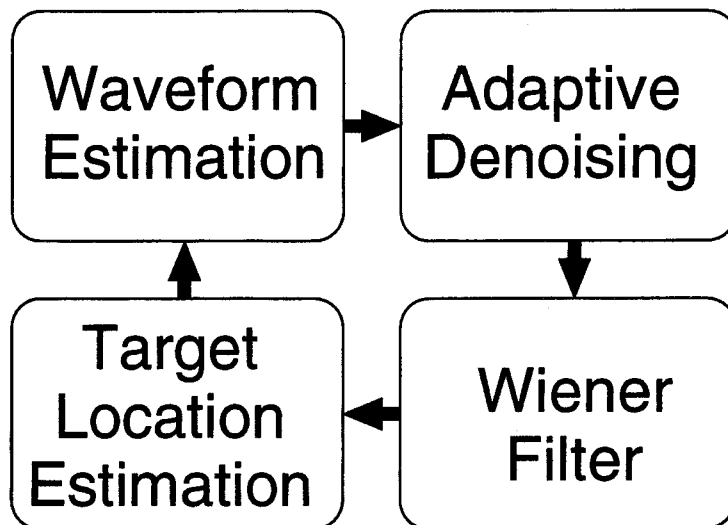 Waveform
Estimation
Adaptive
Denoising
Target
Location
Estimation
Wiener
Filter